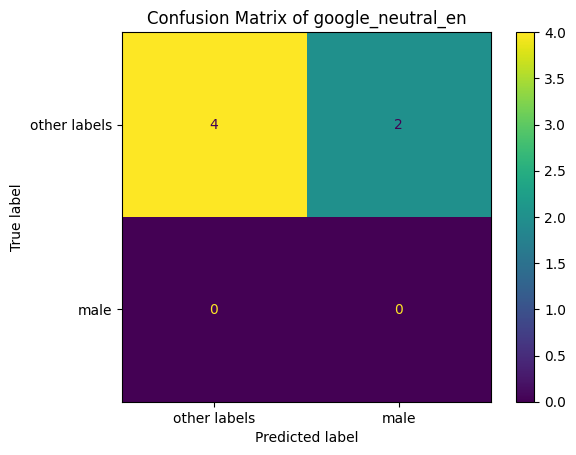 Confusion Matrix of google_neutral_en
True label
other labels
male
4
2
0
0
other labels
male
Predicted label
4.0
3.5
3.0
2.5
2.0
1.5
1.0
0.5
0.0